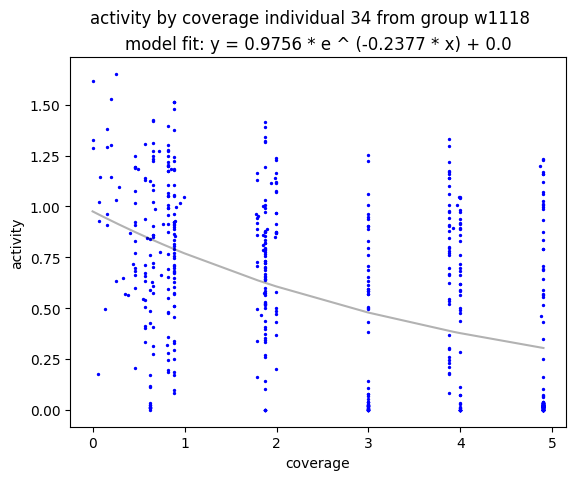 activity by coverage individual 34 from group w1118
model fit: y = 0.9756 * e ^ (-0.2377 * x) + 0.0
1.50
1.25
1.00
0.75
0.50
0.25
0.00
activity
0 1 2 3 4 5
coverage